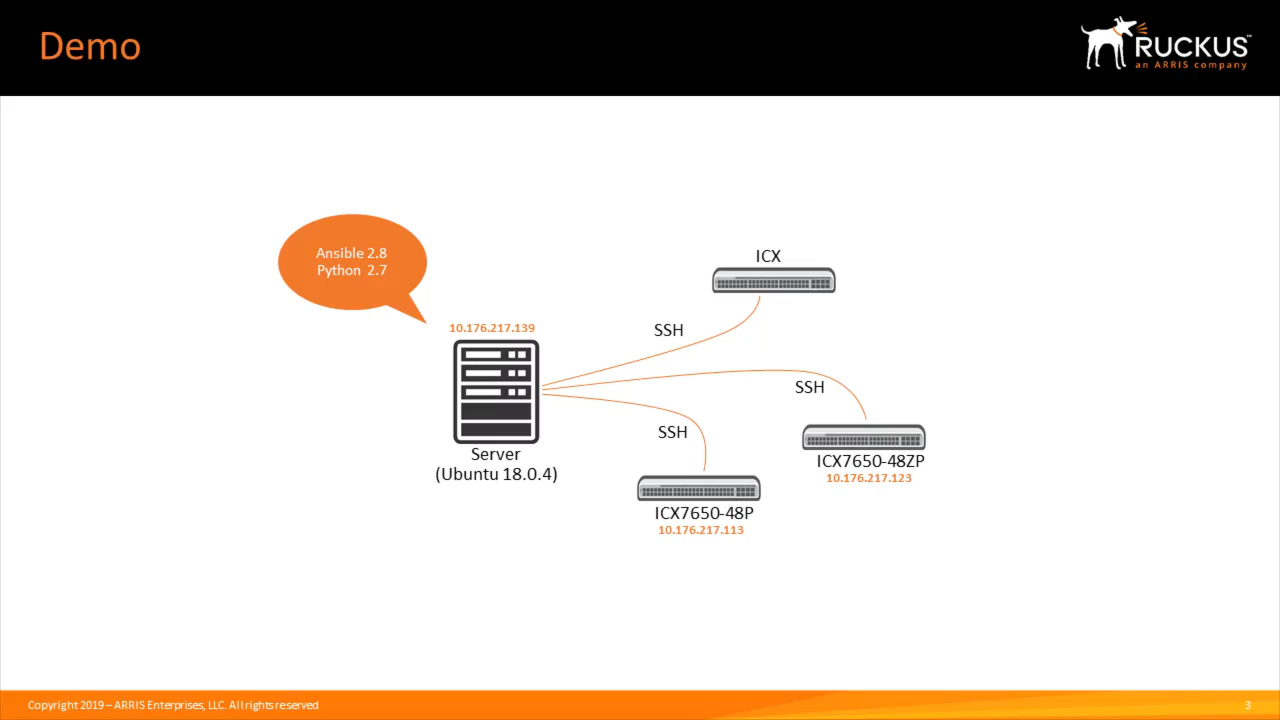 Demo
RUCKUS™
an ARRIS company
Ansible 2.8
Python 2.7
ICX
10.176.217.139
SSH
SSH
SSH
Server
(Ubuntu 18.0.4)
ICX7650-48ZP
10.176.217.123
ICX7650-48P
10.176.217.113
Copyright 2019 – ARRIS Enterprises, LLC. All rights reserved
3